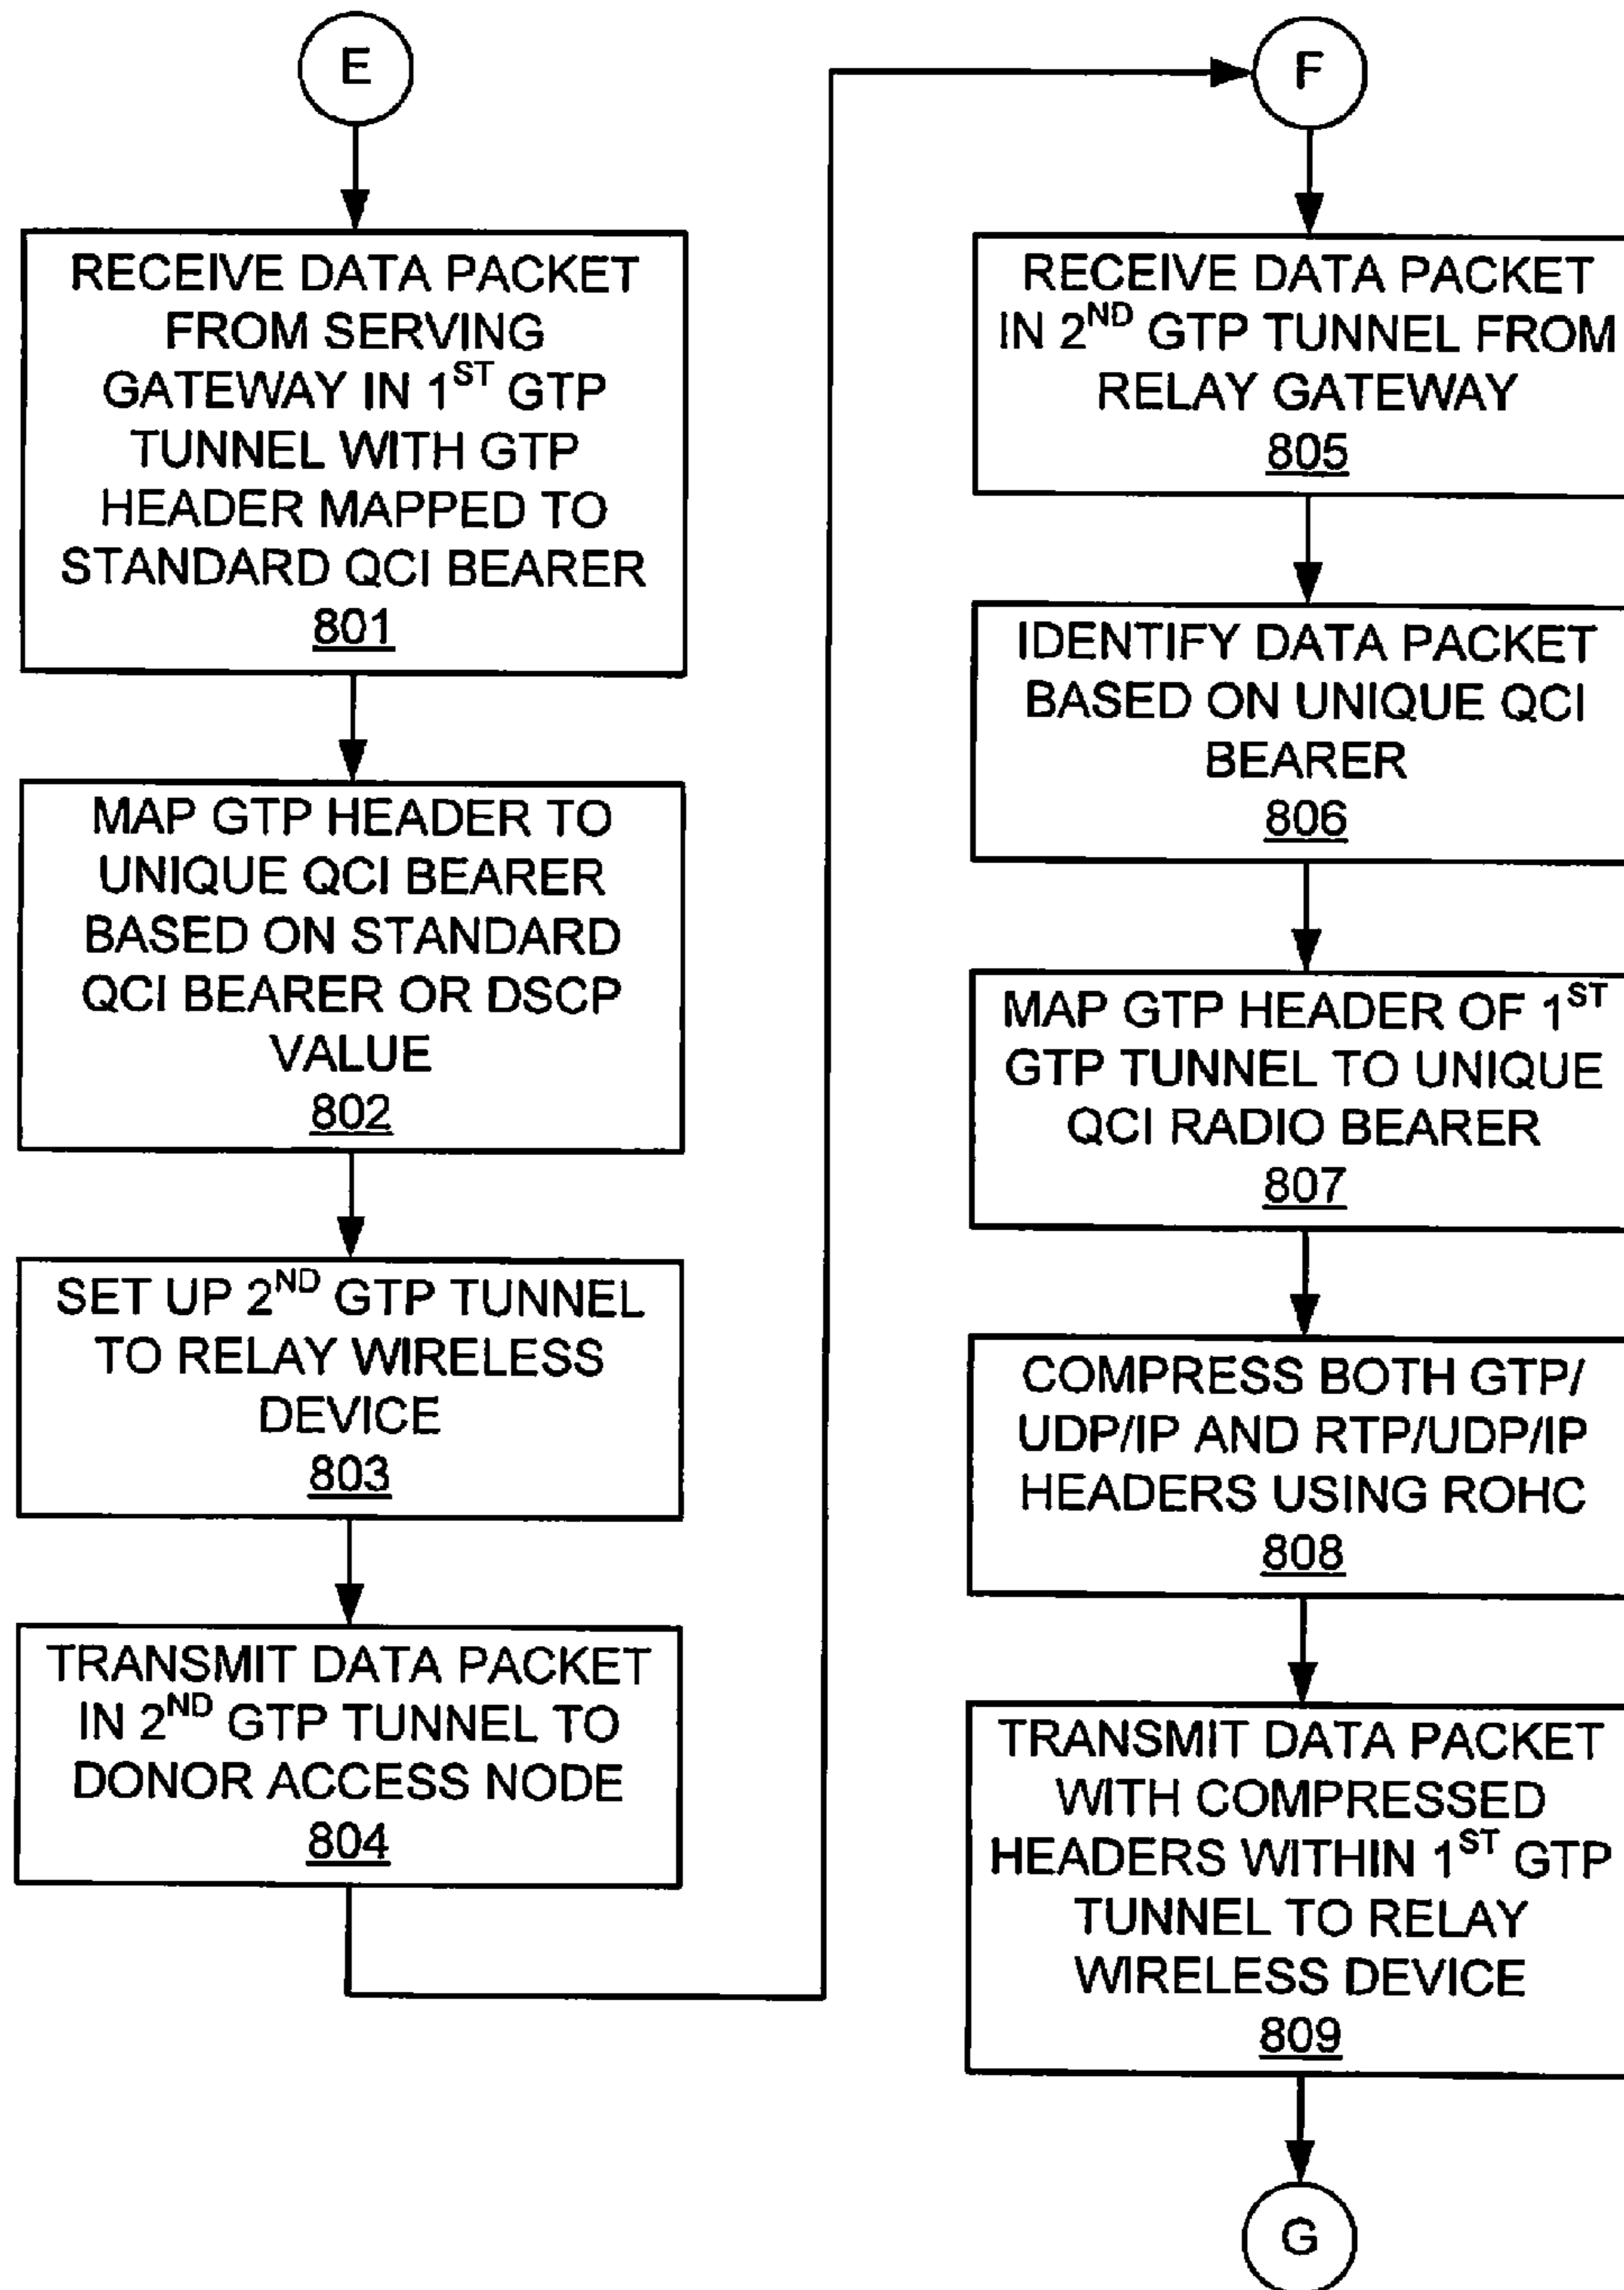 E
RECEIVE DATA PACKET
FROM SERVING
GATEWAY IN 1ST GTP
TUNNEL WITH GTP
HEADER MAPPED TO
STANDARD QCI BEARER
801
MAP GTP HEADER TO
UNIQUE QCI BEARER
BASED ON STANDARD
QCI BEARER OR DSCP
VALUE
802
SET UP 2ND GTP TUNNEL
TO RELAY WIRELESS
DEVICE
803
TRANSMIT DATA PACKET
IN 2ND GTP TUNNEL TO
DONOR ACCESS NODE
804
F
RECEIVE DATA PACKET
IN 2ND GTP TUNNEL FROM
RELAY GATEWAY
805
IDENTIFY DATA PACKET
BASED ON UNIQUE QCI
BEARER
806
MAP GTP HEADER OF 1ST
GTP TUNNEL TO UNIQUE
QCI RADIO BEARER
807
COMPRESS BOTH GTP/
UDP/IP AND RTP/UDP/IP
HEADERS USING ROHC
808
TRANSMIT DATA PACKET
WITH COMPRESSED
HEADERS WITHIN 1ST GTP
TUNNEL TO RELAY
WIRELESS DEVICE
809
G